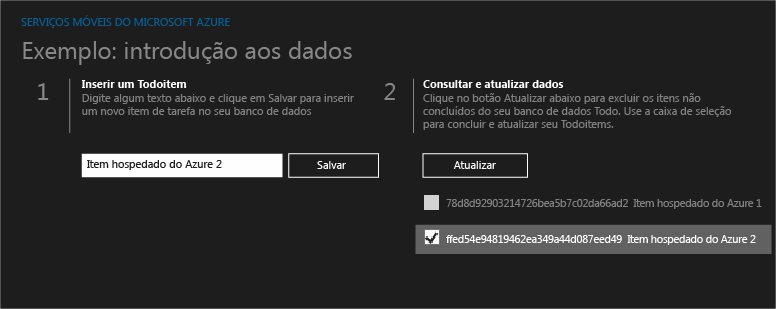 SERVIÇOS MÓVEIS DO MICROSOFT AZURE
Exemplo: introdução aos dados
1
Inserir um Todoitem
Digite algum texto abaixo e clique em Salvar para inserir
um novo item de tarefa no seu banco de dados
Item hospedado do Azure 2
Salvar
2
Consultar e atualizar dados
Clique no botão Atualizar abaixo para excluir os itens não
concluídos do seu banco de dados Todo. Use a caixa de seleção
para concluir e atualizar seu Todoitems.
Atualizar
78d8d92903214726bea5b7c02da66ad2 Item hospedado do Azure 1
ffed54e94819462ea349a44d087eed49 Item hospedado do Azure 2